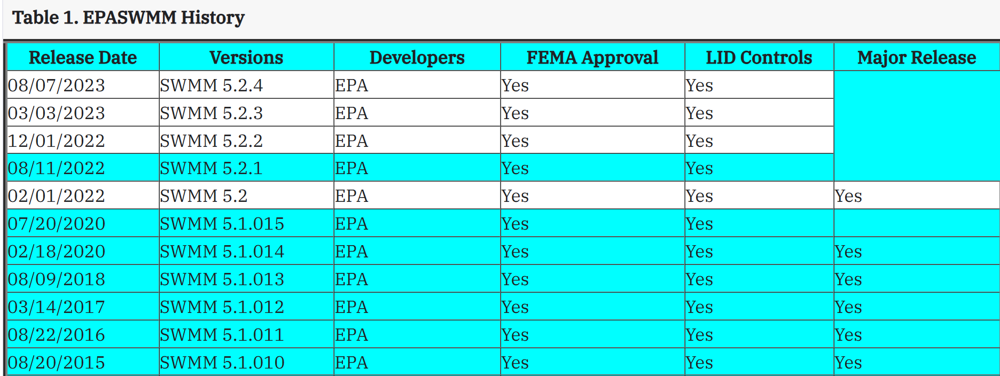 Table 1. EPASWMM History
Release Date Versions Developers FEMA Approval LID Controls Major Release
08/07/2023 SWMM 5.2.4 EPA Yes Yes
03/03/2023 SWMM 5.2.3 EPA Yes Yes
12/01/2022 SWMM 5.2.2 EPA Yes Yes
08/11/2022 SWMM 5.2.1 EPA Yes Yes
02/01/2022 SWMM 5.2 EPA Yes Yes Yes
07/20/2020 SWMM 5.1.015 EPA Yes Yes
02/18/2020 SWMM 5.1.014 EPA Yes Yes Yes
08/09/2018 SWMM 5.1.013 EPA Yes Yes Yes
03/14/2017 SWMM 5.1.012 EPA Yes Yes Yes
08/22/2016 SWMM 5.1.011 EPA Yes Yes Yes
08/20/2015 SWMM 5.1.010 EPA Yes Yes Yes